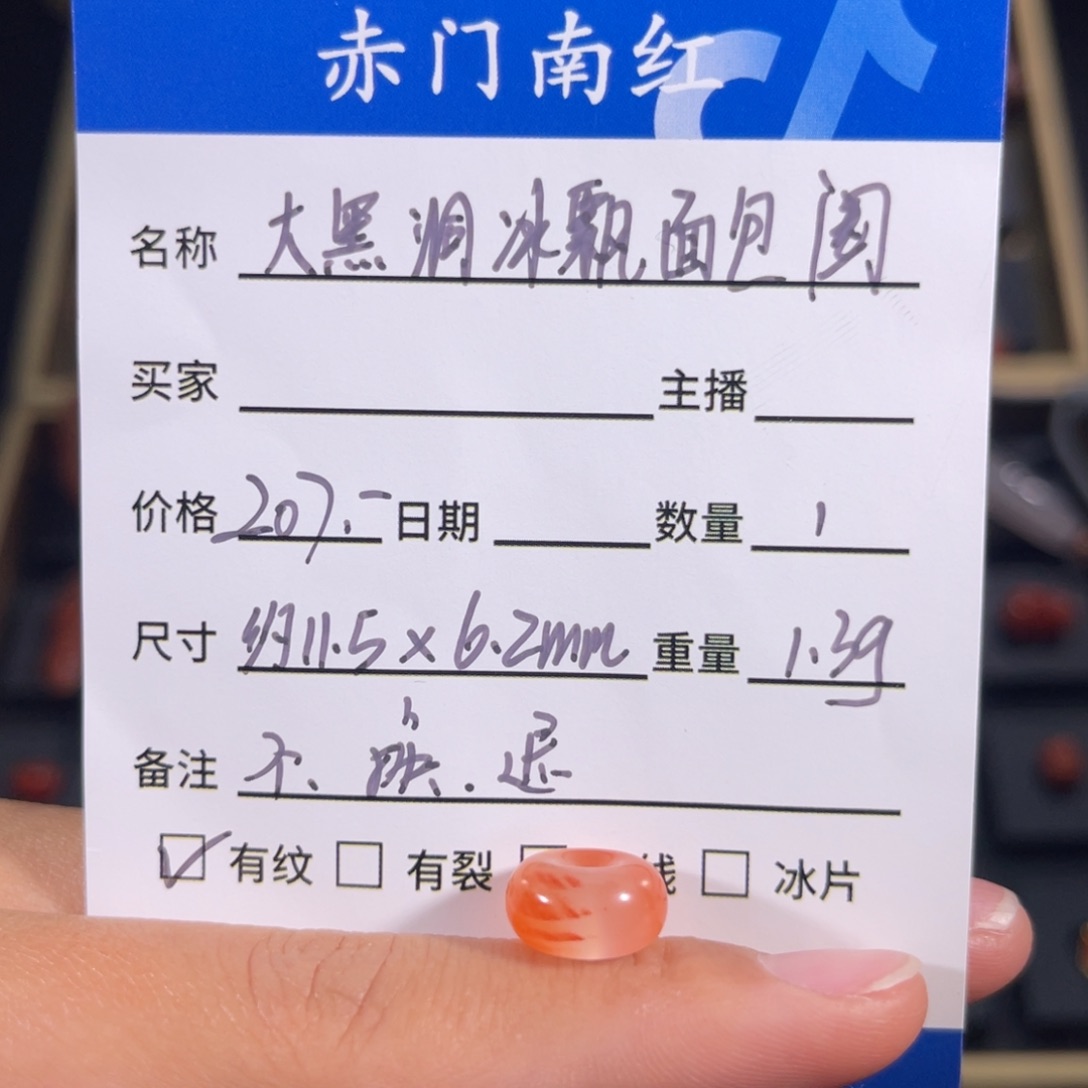 赤门南红
名称 大黑洞冰飘面包圈
买家 主播
价格 207.- 日期 数量 1
尺寸 约11.5×6.2mm 重量 1.3g
备注 不、
有纹 有裂 线 冰片